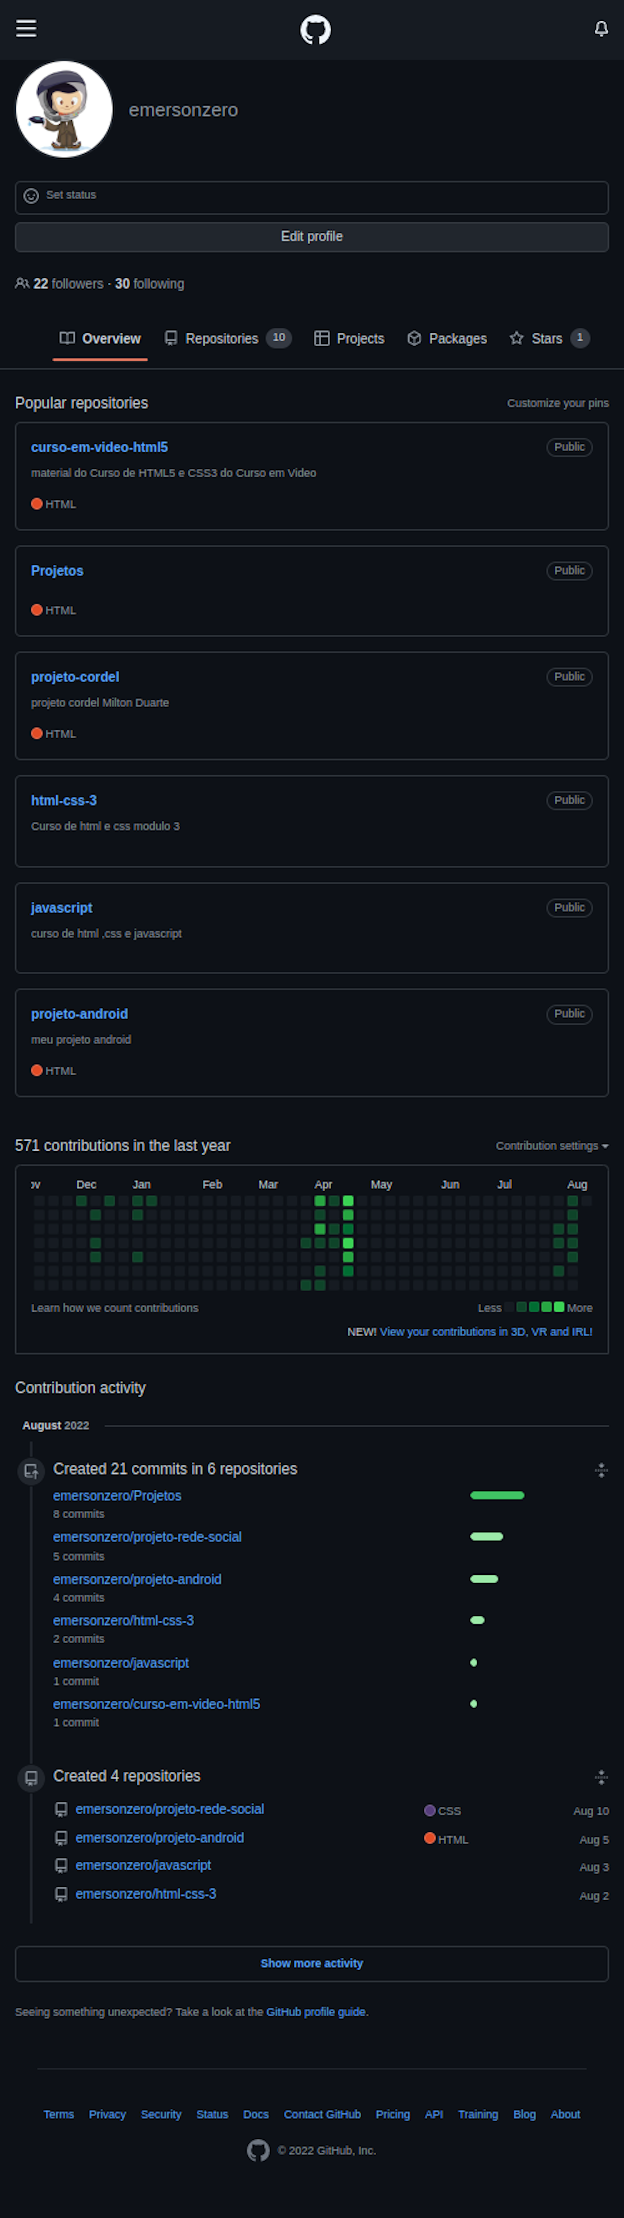 emersonzero
Set status
Edit profile
22 followers · 30 following
Overview Repositories 10 Projects Packages Stars 1
Popular repositories Customize your pins
curso-em-video-html5 Public
material do Curso de HTML5 e CSS3 do Curso em Video
HTML
Projetos Public
HTML
projeto-cordel Public
projeto cordel Milton Duarte
HTML
html-css-3 Public
Curso de html e css modulo 3
javascript Public
curso de html ,css e javascript
projeto-android Public
meu projeto android
HTML
571 contributions in the last year Contribution settings
ov Dec Jan Feb Mar Apr May Jun Jul Aug
Learn how we count contributions Less More
NEW! View your contributions in 3D, VR and IRL!
Contribution activity
August 2022
Created 21 commits in 6 repositories
emersonzero/Projetos
8 commits
emersonzero/projeto-rede-social
5 commits
emersonzero/projeto-android
4 commits
emersonzero/html-css-3
2 commits
emersonzero/javascript
1 commit
emersonzero/curso-em-video-html5
1 commit
Created 4 repositories
emersonzero/projeto-rede-social CSS Aug 10
emersonzero/projeto-android HTML Aug 5
emersonzero/javascript Aug 3
emersonzero/html-css-3 Aug 2
Show more activity
Seeing something unexpected? Take a look at the GitHub profile guide.
Terms Privacy Security Status Docs Contact GitHub Pricing API Training Blog About
© 2022 GitHub, Inc.